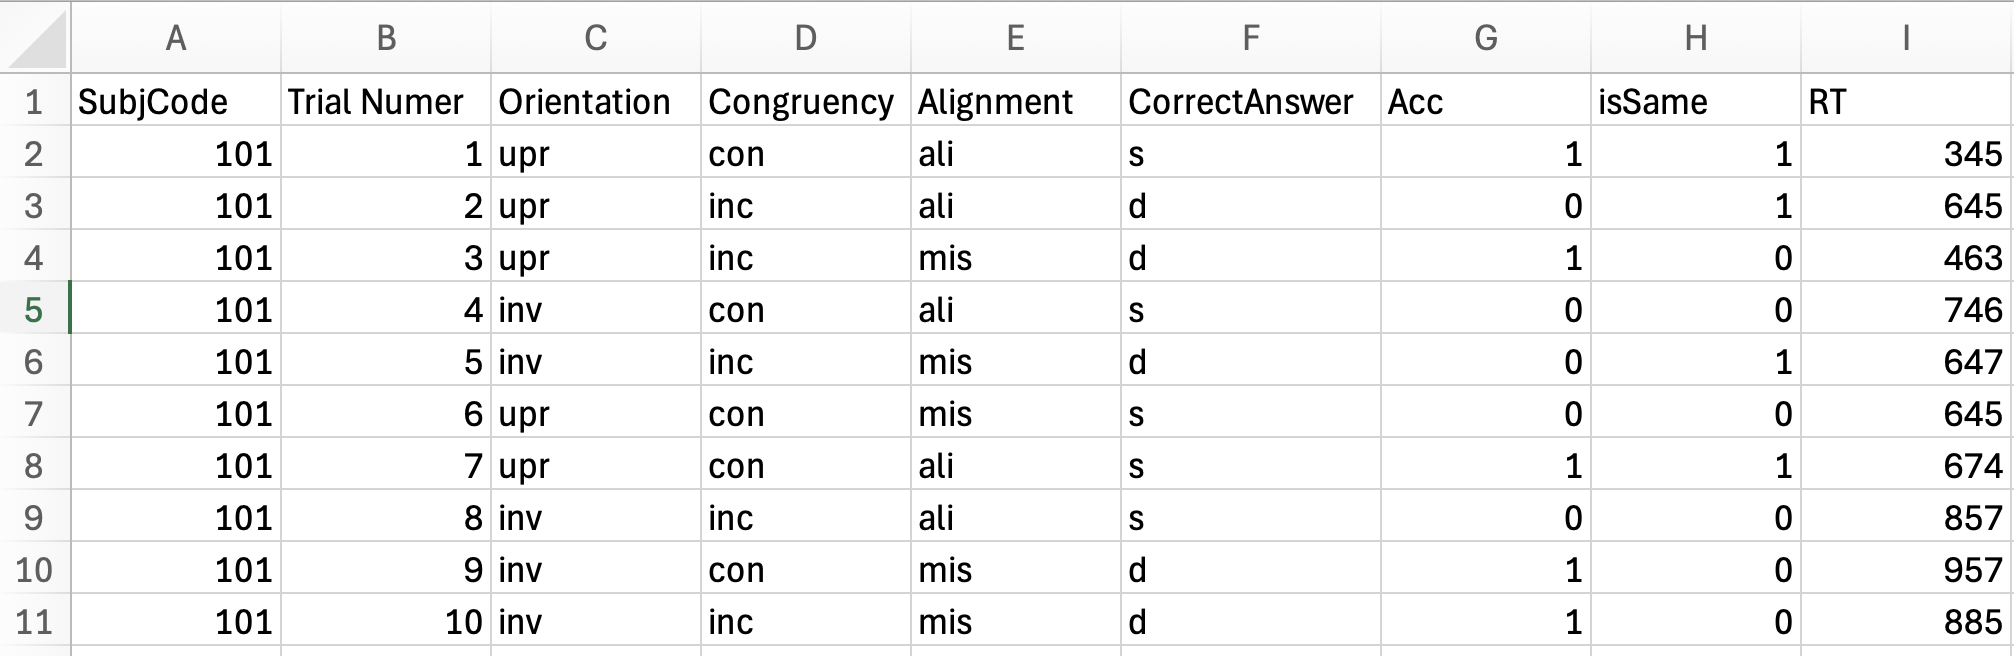 A B C D E F G H I
1 SubjCode Trial Numer Orientation Congruency Alignment CorrectAnswer Acc isSame RT
2 101 1 upr con ali s 1 1 345
3 101 2 upr inc ali d 0 1 645
4 101 3 upr inc mis d 1 0 463
5 101 4 inv con ali s 0 0 746
6 101 5 inv inc mis d 0 1 647
7 101 6 upr con mis s 0 0 645
8 101 7 upr con ali s 1 1 674
9 101 8 inv inc ali s 0 0 857
10 101 9 inv con mis d 1 0 957
11 101 10 inv inc mis d 1 0 885